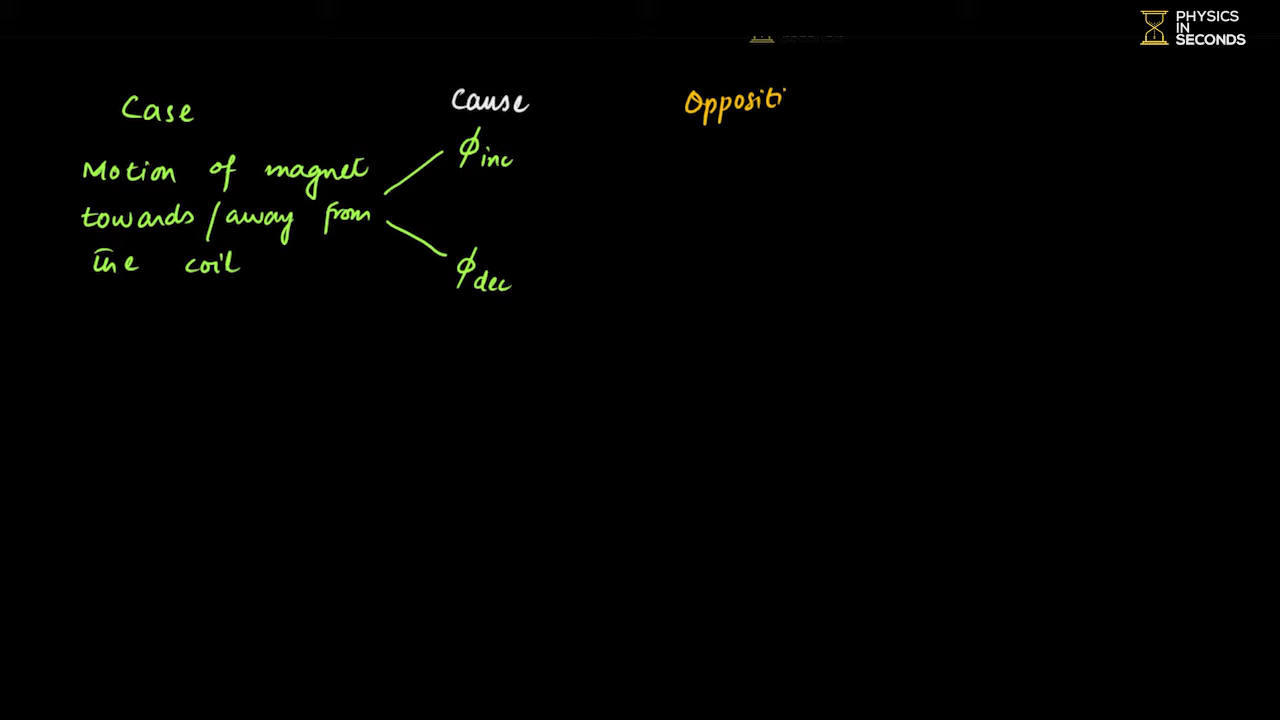 PHYSICS
IN
SECONDS
Case Cause Oppositi
Motion of magnet ϕinc
towards/away from
the coil ϕdec